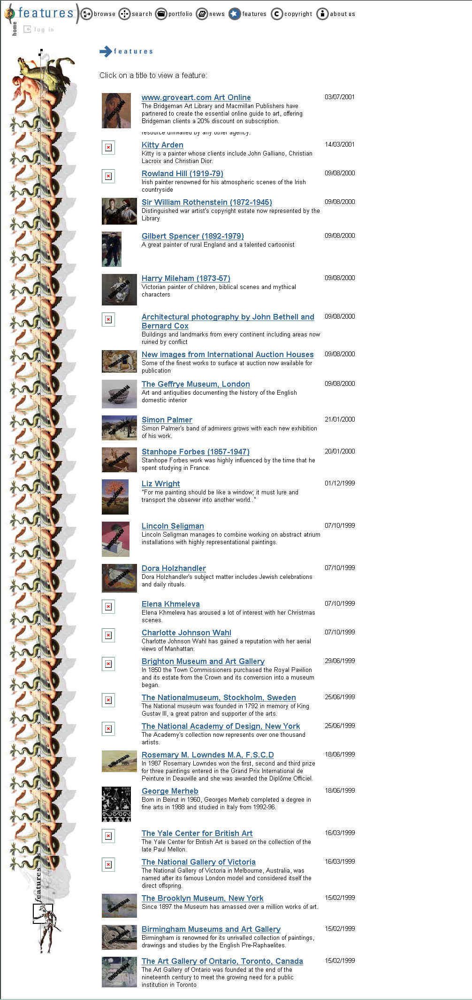 features
browse
search
portfolio
news
features
copyright
about us
home
log in
features
Click on a title to view a feature:
www.groveart.com Art Online 03/07/2001
The Bridgeman Art Library and Macmillan Publishers have
partnered to create the essential online guide to art, offering
Bridgeman clients a 20% discount on subscription.
resource unrivalled by any other agency.
Kitty Arden 14/03/2001
Kitty is a painter whose clients include John Galliano, Christian
Lacroix and Christian Dior.
Rowland Hill (1919-79) 09/08/2000
Irish painter renowned for his atmospheric scenes of the Irish
countryside
Sir William Rothenstein (1872-1945) 09/08/2000
Distinguished war artist's copyright estate now represented by the
Library
Gilbert Spencer (1892-1979) 09/08/2000
A great painter of rural England and a talented cartoonist
Harry Mileham (1873-57) 09/08/2000
Victorian painter of children, biblical scenes and mythical
characters
Architectural photography by John Bethell and 09/08/2000
Bernard Cox
Buildings and landmarks from every continent including areas now
ruined by conflict
New images from International Auction Houses 09/08/2000
Some of the finest works to surface at auction now available for
publication
The Geffrye Museum, London 09/08/2000
Art and antiquities documenting the history of the English
domestic interior
Simon Palmer 21/01/2000
Simon Palmer's band of admirers grows with each new exhibition
of his work.
Stanhope Forbes (1857-1947) 20/01/2000
Stanhope Forbes work was highly influenced by the time that he
spent studying in France.
Liz Wright 01/12/1999
"For me painting should be like a window; it must lure and
transport the observer into another world.."
Lincoln Seligman 07/10/1999
Lincoln Seligman manages to combine working on abstract atrium
installations with highly representational paintings.
Dora Holzhandler 07/10/1999
Dora Holzhandler's subject matter includes Jewish celebrations
and daily rituals.
Elena Khmeleva 07/10/1999
Elena Khmeleva has aroused a lot of interest with her Christmas
scenes.
Charlotte Johnson Wahl 07/10/1999
Charlotte Johnson Wahl has gained a reputation with her aerial
views of Manhattan.
Brighton Museum and Art Gallery 29/06/1999
In 1850 the Town Commissioners purchased the Royal Pavilion
and its estate from the Crown and its conversion into a museum
began.
The Nationalmuseum, Stockholm, Sweden 25/06/1999
The National museum was founded in 1792 in memory of King
Gustav III, a great patron and supporter of the arts.
The National Academy of Design, New York 25/06/1999
The Academy's collection now represents over one thousand
artists.
Rosemary M. Lowndes M.A, F.S.C.D 18/06/1999
In 1987 Rosemary Lowndes won the first, second and third prize
for three paintings entered in the Grand Prix International de
Peinture in Deauville and she was awarded the Diplôme Officiel.
George Merheb 18/06/1999
Born in Beirut in 1960, Georges Merheb completed a degree in
fine arts in 1988 and studied in Italy from 1992-96.
The Yale Center for British Art 16/03/1999
The Yale Center for British Art is based on the collection of the
late Paul Mellon.
The National Gallery of Victoria 16/03/1999
The National Gallery of Victoria in Melbourne, Australia, was
named after its famous London model and considered itself the
direct offspring.
features
The Brooklyn Museum, New York 15/02/1999
Since 1897 the Museum has amassed over a million works of art.
Birmingham Museums and Art Gallery 15/02/1999
Birmingham is renowned for its unrivalled collection of paintings,
drawings and studies by the English Pre-Raphaelites.
The Art Gallery of Ontario, Toronto, Canada 15/02/1999
The Art Gallery of Ontario was founded at the end of the
nineteenth century to meet the growing need for a public
institution in Toronto